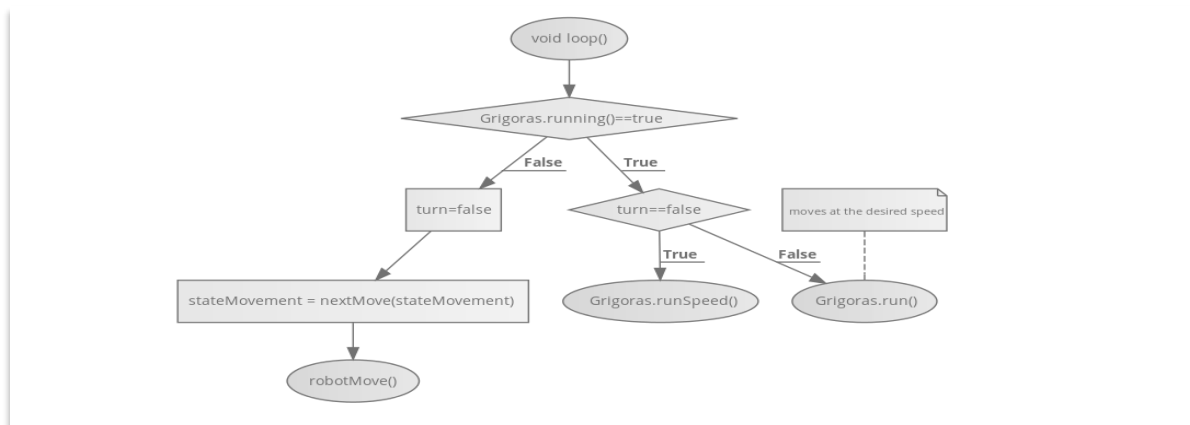 void loop()
Grigoras.running()==true
False
True
turn=false
turn==false
moves at the desired speed
True
False
stateMovement = nextMove(stateMovement)
Grigoras.runSpeed()
Grigoras.run()
robotMove()